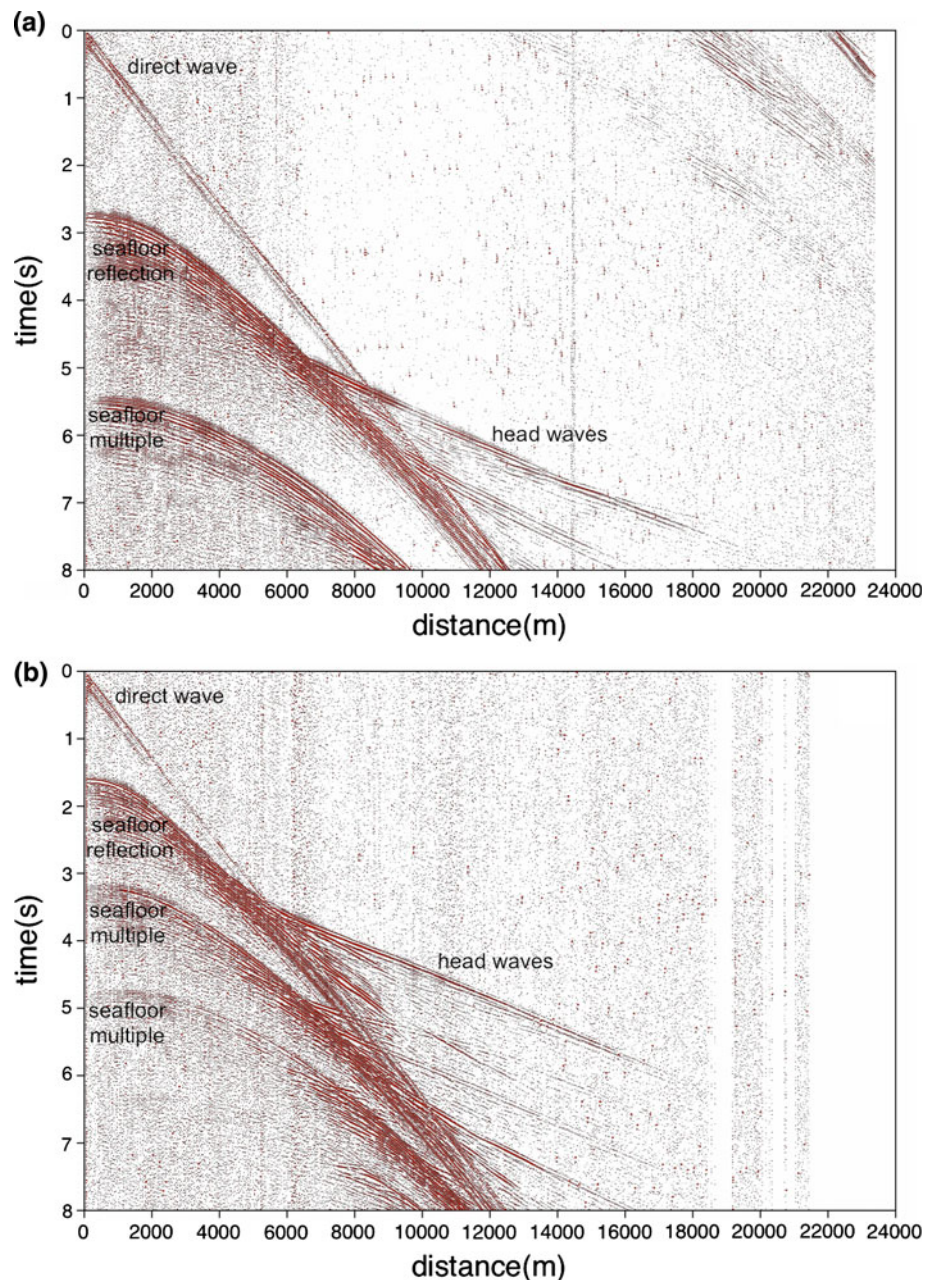 (a)
0
direct wave
1
2
3
seafloor
reflection
4
time(s)
5
seafloor
multiple
head waves
6
7
8
0 2000 4000 6000 8000 10000 12000 14000 16000 18000 20000 22000 24000
distance(m)
(b)
0
direct wave
1
2
seafloor
reflection
3
seafloor
multiple
4
time(s)
head waves
5
seafloor
multiple
6
7
8
0 2000 4000 6000 8000 10000 12000 14000 16000 18000 20000 22000 24000
distance(m)